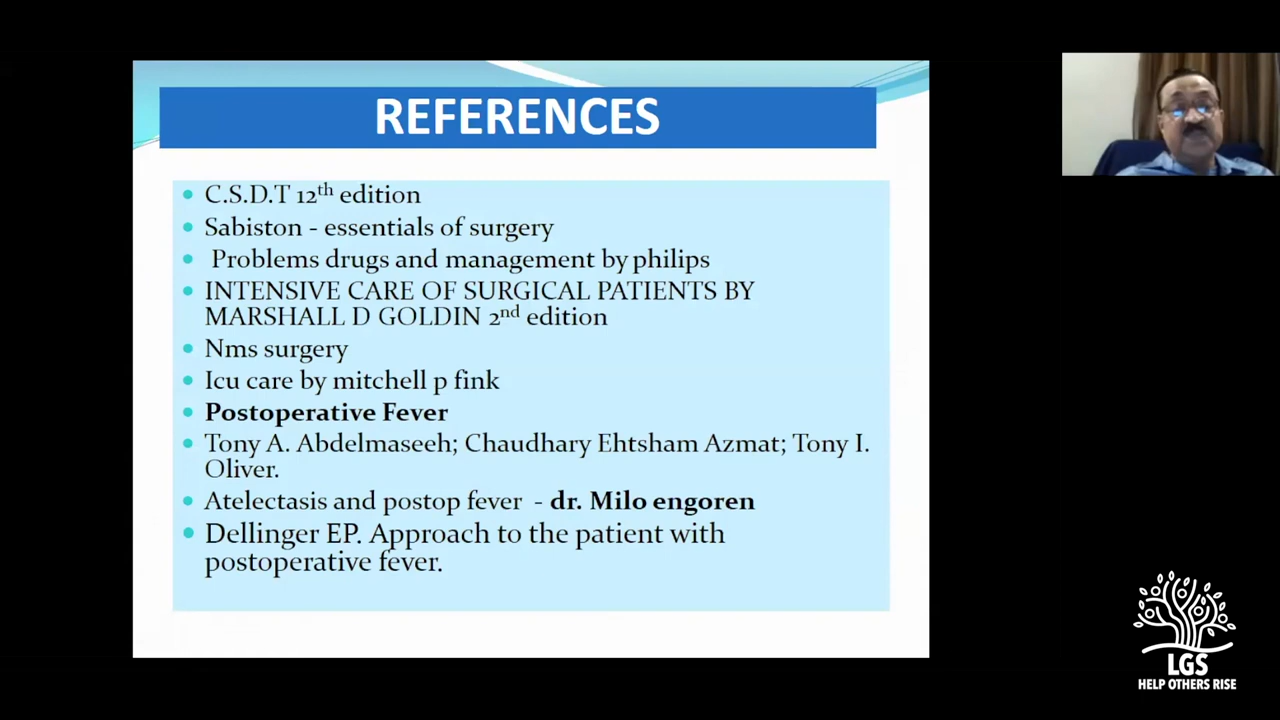 REFERENCES
C.S.D.T 12th edition
Sabiston - essentials of surgery
Problems drugs and management by philips
INTENSIVE CARE OF SURGICAL PATIENTS BY
MARSHALL D GOLDIN 2nd edition
Nms surgery
Icu care by mitchell p fink
Postoperative Fever
Tony A. Abdelmaseeh; Chaudhary Ehtsham Azmat; Tony I.
Oliver.
Atelectasis and postop fever - dr. Milo engoren
Dellinger EP. Approach to the patient with
postoperative fever.
LGS
HELP OTHERS RISE